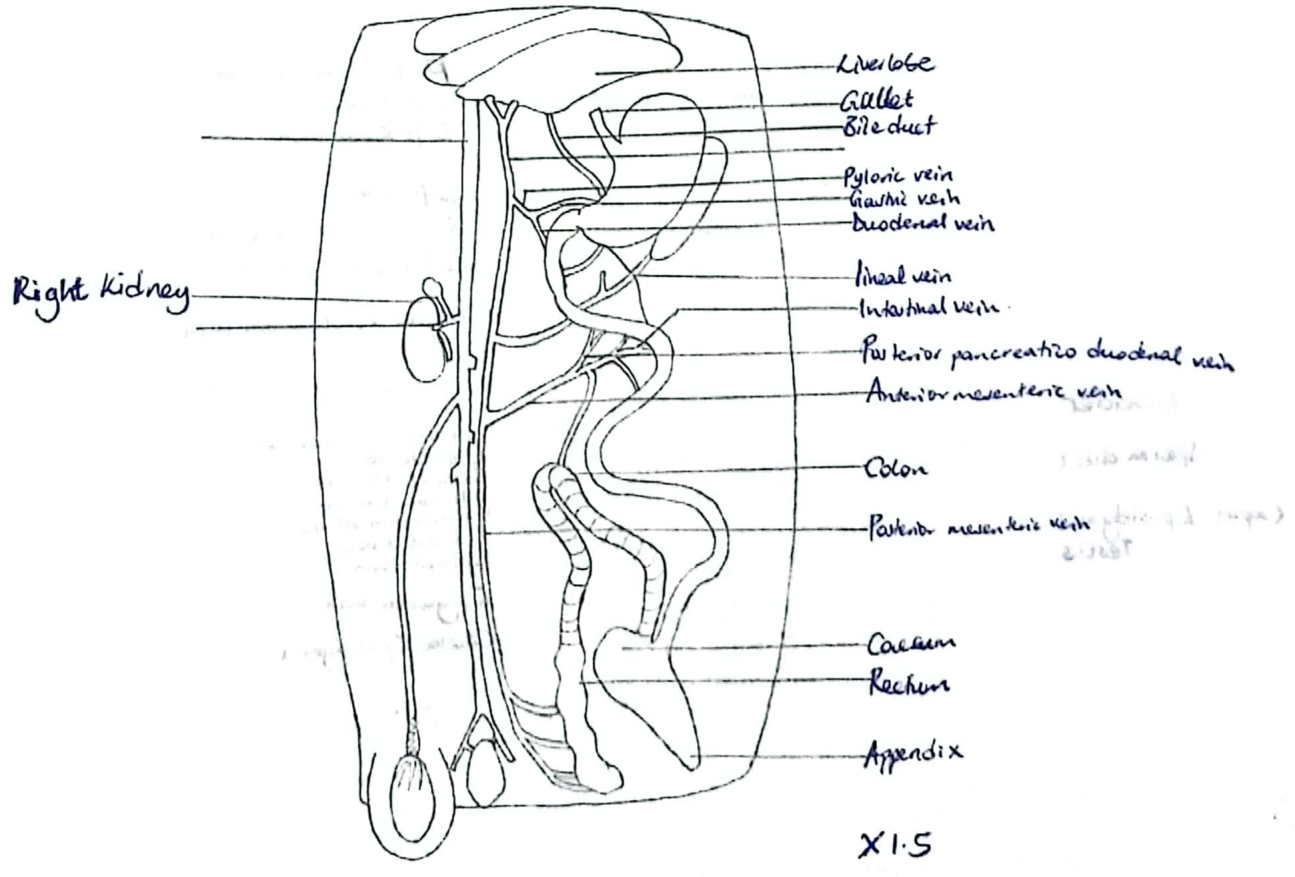 Liverlobe
Gullet
Bile duct
Pyloric vein
Gastric vein
Duodenal vein
lineal vein
Right Kidney
Intestinal vein
Posterior pancreatico duodenal vein
Anterior mesenteric vein
Colon
Posterior mesenteric vein
Caecum
Rectum
Appendix
X1.5